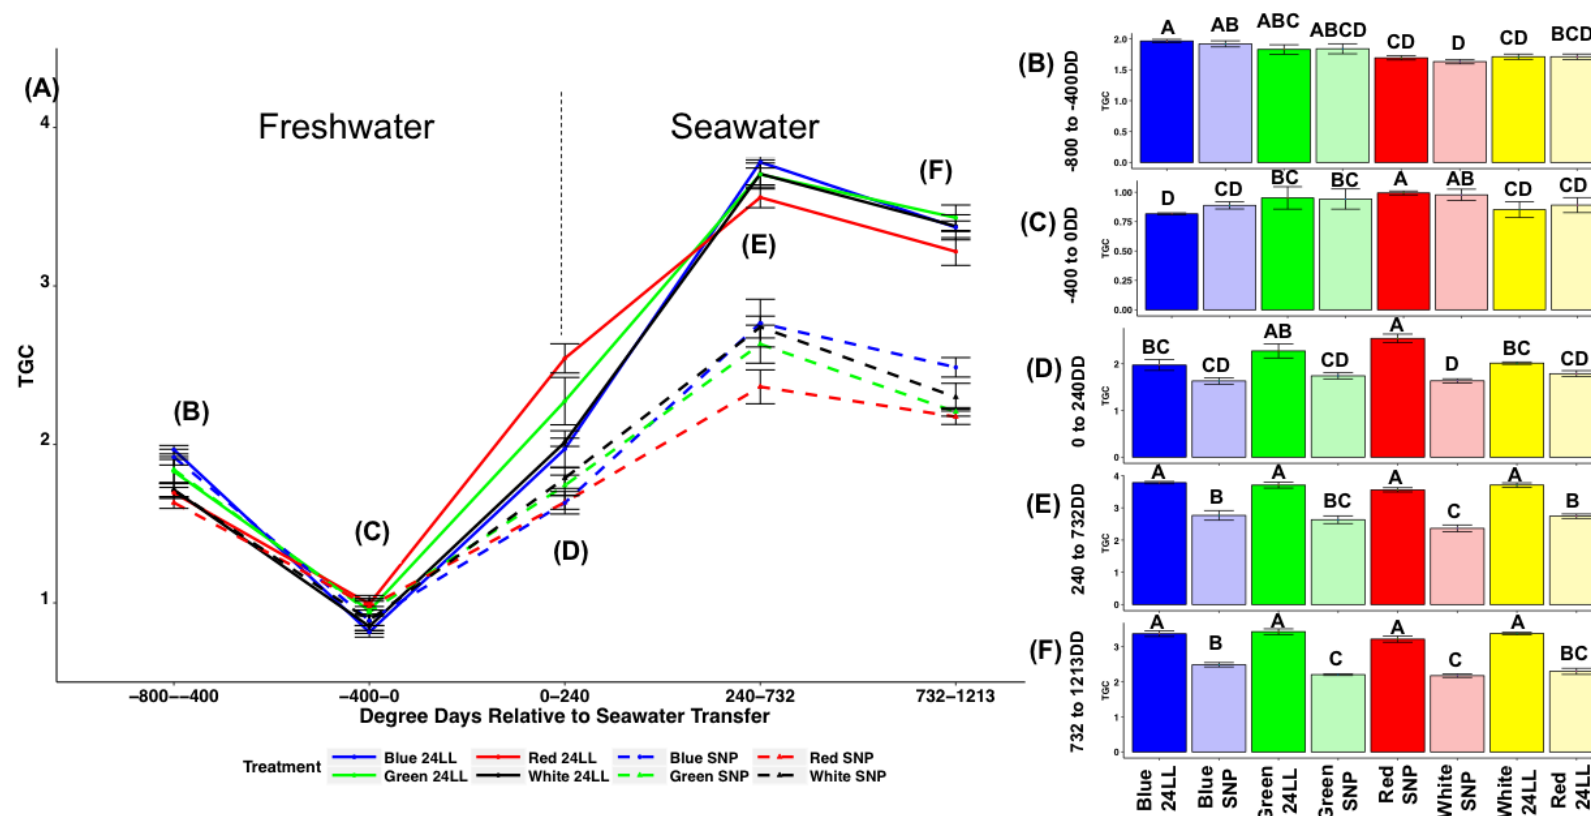 (A)
Freshwater
Seawater
TGC
4
3
2
1
(B)
(C)
(D)
(E)
(F)
–800–−400
–400–0
0–240
240–732
732–1213
Degree Days Relative to Seawater Transfer
Treatment
Blue 24LL
Red 24LL
Blue SNP
Red SNP
Green 24LL
White 24LL
Green SNP
White SNP
(B)
-800 to -400DD
TGC
2.0
1.5
1.0
0.5
0.0
A
AB
ABC
ABCD
CD
D
CD
BCD
(C)
-400 to 0DD
TGC
1.00
0.75
0.50
0.25
0.00
D
CD
BC
BC
A
AB
CD
CD
(D)
0 to 240DD
TGC
2
1
0
BC
CD
AB
CD
A
D
BC
CD
(E)
240 to 732DD
TGC
4
3
2
1
0
A
B
A
BC
A
C
A
B
(F)
732 to 1213DD
TGC
3
2
1
0
A
B
A
C
A
C
A
BC
Blue
24LL
Blue
SNP
Green
24LL
Green
SNP
Red
SNP
White
SNP
White
24LL
Red
24LL